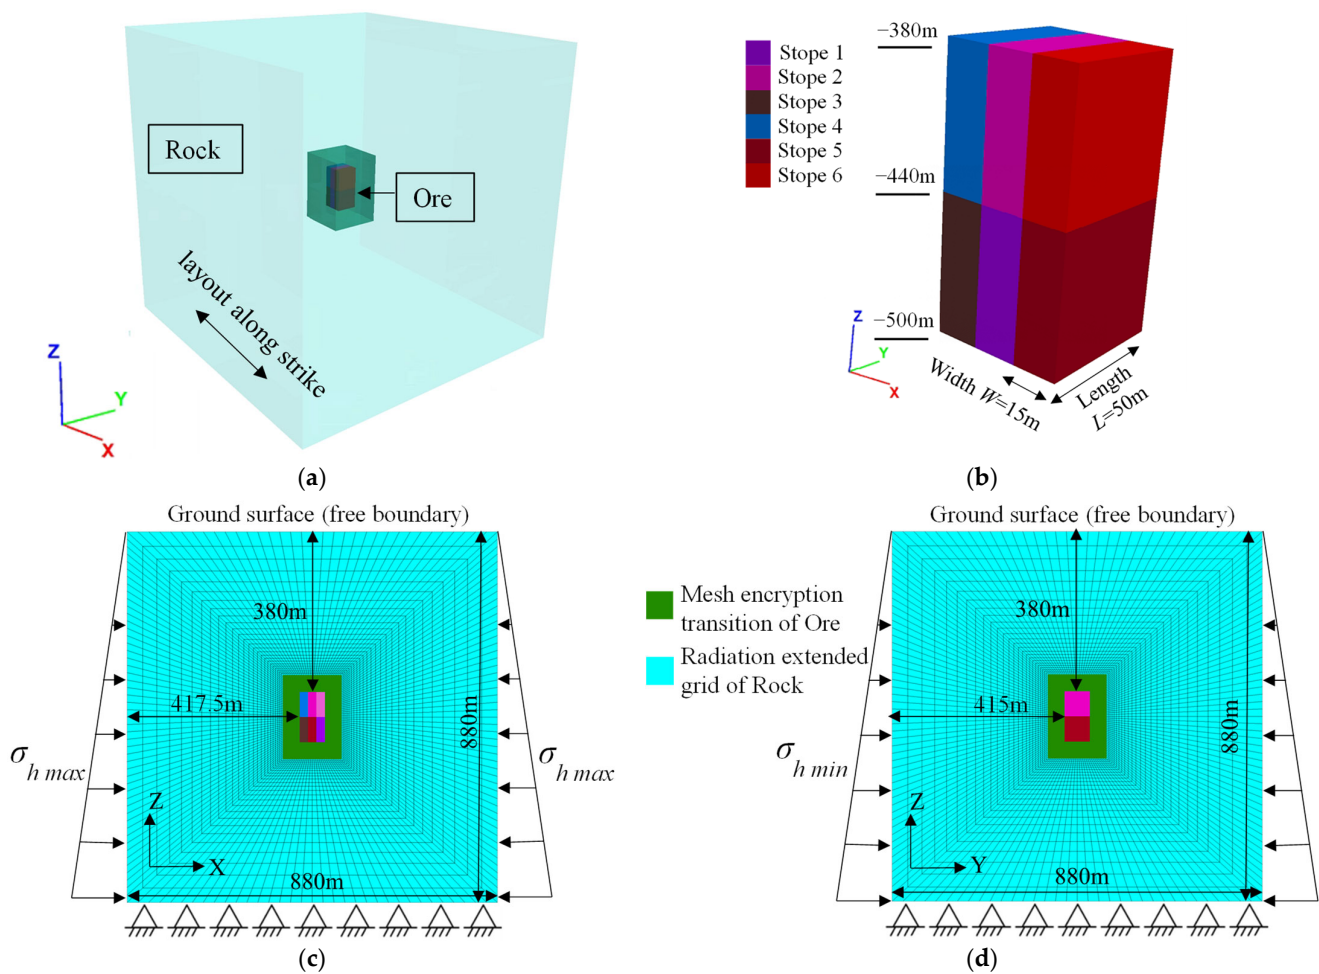 Rock
Ore
layout along strike
Z
Y
X
(a)
Stope 1
Stope 2
Stope 3
Stope 4
Stope 5
Stope 6
−380m
−440m
−500m
Z
Y
X
Width W=15m
Length
L=50m
(b)
Ground surface (free boundary)
380m
417.5m
880m
σh max
σh max
Z
X
880m
(c)
Mesh encryption
transition of Ore
Radiation extended
grid of Rock
Ground surface (free boundary)
380m
415m
880m
σh min
Z
Y
880m
(d)